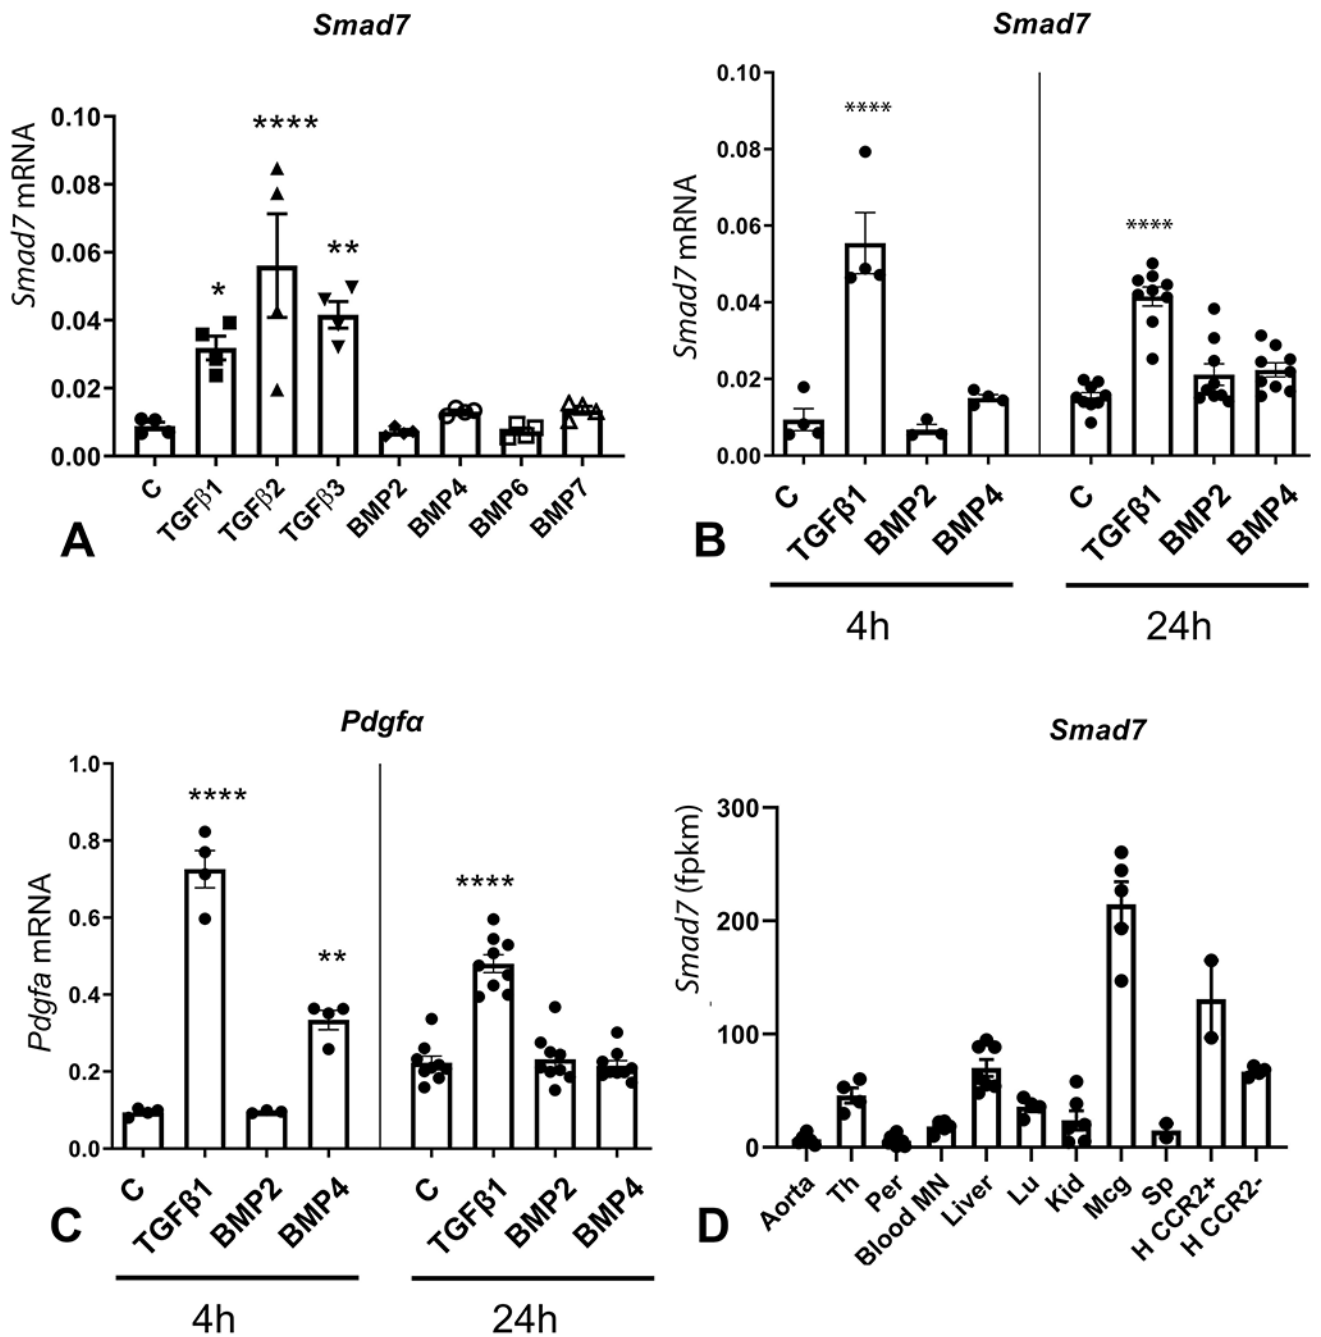 Smad7
Smad7 mRNA
0.10
0.08
0.06
0.04
0.02
0.00
*
****
**
C
TGFβ1
TGFβ2
TGFβ3
BMP2
BMP4
BMP6
BMP7
A
Smad7
Smad7 mRNA
0.10
0.08
0.06
0.04
0.02
0.00
****
****
C
TGFβ1
BMP2
BMP4
C
TGFβ1
BMP2
BMP4
B
4h
24h
Pdgfα
Pdgfa mRNA
1.0
0.8
0.6
0.4
0.2
0.0
****
**
****
C
TGFβ1
BMP2
BMP4
C
TGFβ1
BMP2
BMP4
C
4h
24h
Smad7
Smad7 (fpkm)
300
200
100
0
Aorta
Th
Per
Blood MN
Liver
Lu
Kid
Mcg
Sp
H CCR2+
H CCR2-
D